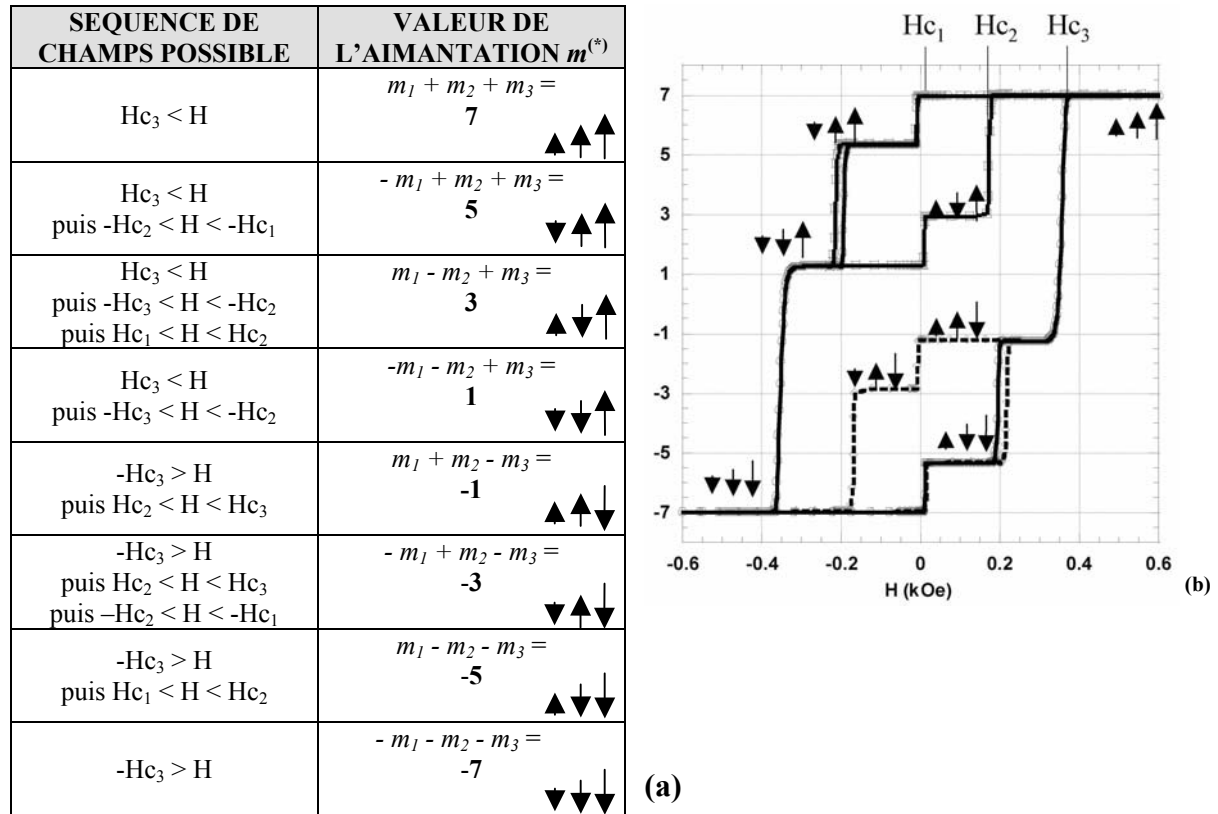 SEQUENCE DE
CHAMPS POSSIBLE
VALEUR DE
L'AIMANTATION m(*)
Hc3 < H
m1 + m2 + m3 =
7
Hc3 < H
puis -Hc2 < H < -Hc1
- m1 + m2 + m3 =
5
Hc3 < H
puis -Hc3 < H < -Hc2
puis Hc1 < H < Hc2
m1 - m2 + m3 =
3
Hc3 < H
puis -Hc3 < H < -Hc2
-m1 - m2 + m3 =
1
-Hc3 > H
puis Hc2 < H < Hc3
m1 + m2 - m3 =
-1
-Hc3 > H
puis Hc2 < H < Hc3
puis –Hc2 < H < -Hc1
- m1 + m2 - m3 =
-3
-Hc3 > H
puis Hc1 < H < Hc2
m1 - m2 - m3 =
-5
-Hc3 > H
- m1 - m2 - m3 =
-7
(a)
Hc1 Hc2 Hc3
7
5
3
1
-1
-3
-5
-7
-0.6 -0.4 -0.2 0 0.2 0.4 0.6
H (kOe)
(b)